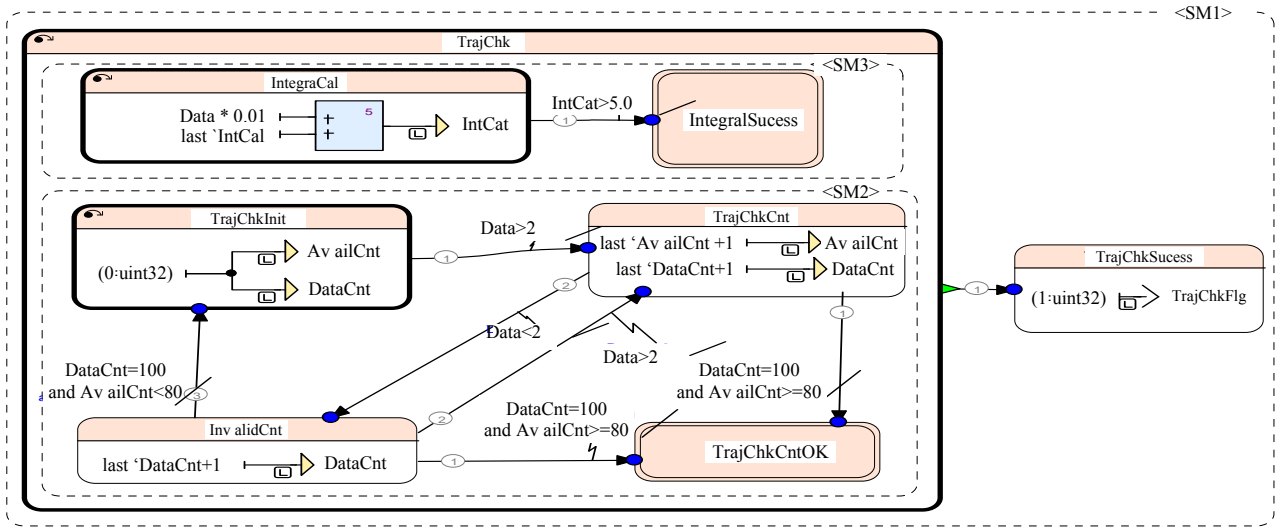 <SM1>
TrajChk
<SM3>
IntegraCal
Data * 0.01
last `IntCal
+
+
5
L
IntCat
IntCat>5.0
1
IntegralSucess
<SM2>
TrajChkInit
(0:uint32)
L
Av ailCnt
L
DataCnt
Data>2
1
TrajChkCnt
last ‘Av ailCnt +1
L
Av ailCnt
last ‘DataCnt+1
L
DataCnt
2
1
Data<2
Data>2
DataCnt=100
and Av ailCnt<80
3
DataCnt=100
and Av ailCnt>=80
2
Inv alidCnt
last ‘DataCnt+1
L
DataCnt
DataCnt=100
and Av ailCnt>=80
1
TrajChkCntOK
1
TrajChkSucess
(1:uint32)
L
TrajChkFlg